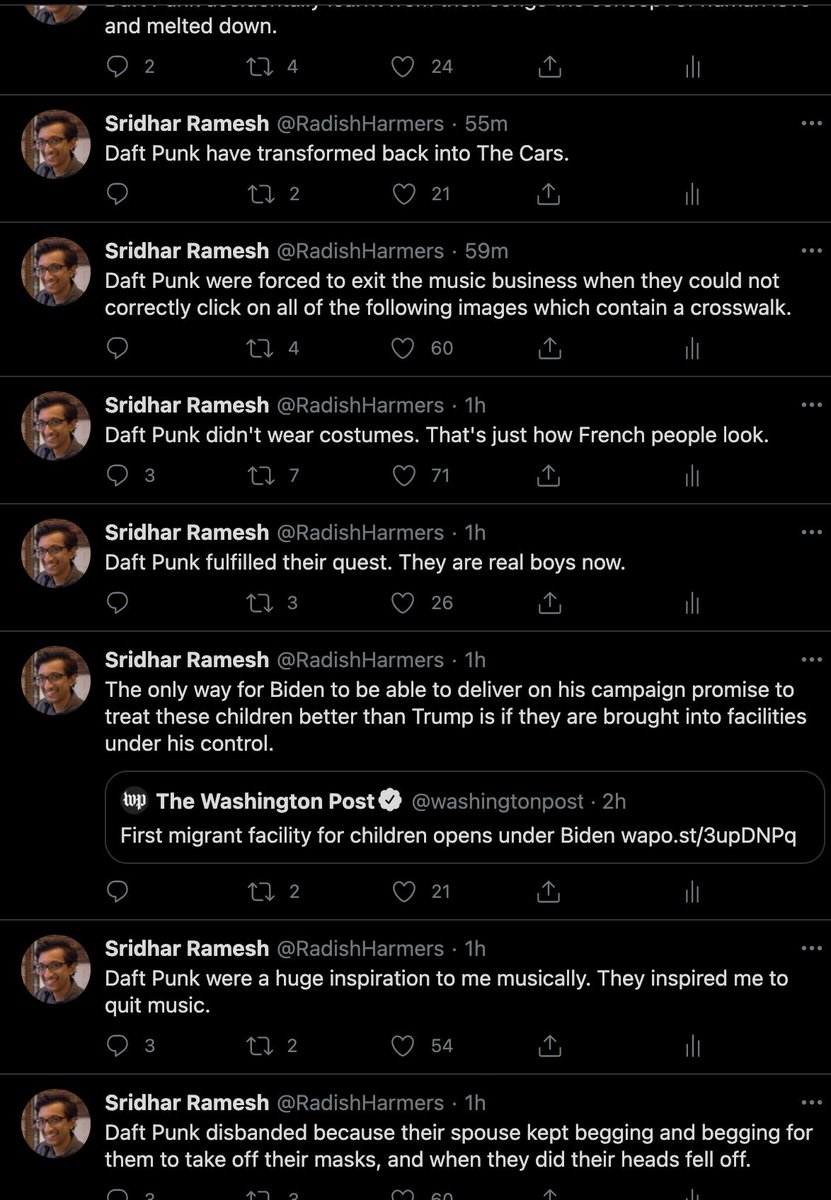 and melted down.
2 4 24
Sridhar Ramesh @RadishHarmers · 55m
Daft Punk have transformed back into The Cars.
2 21
Sridhar Ramesh @RadishHarmers · 59m
Daft Punk were forced to exit the music business when they could not
correctly click on all of the following images which contain a crosswalk.
4 60
Sridhar Ramesh @RadishHarmers · 1h
Daft Punk didn't wear costumes. That's just how French people look.
3 7 71
Sridhar Ramesh @RadishHarmers · 1h
Daft Punk fulfilled their quest. They are real boys now.
3 26
Sridhar Ramesh @RadishHarmers · 1h
The only way for Biden to be able to deliver on his campaign promise to
treat these children better than Trump is if they are brought into facilities
under his control.
wp The Washington Post @washingtonpost · 2h
First migrant facility for children opens under Biden wapo.st/3upDNPq
2 21
Sridhar Ramesh @RadishHarmers · 1h
Daft Punk were a huge inspiration to me musically. They inspired me to
quit music.
3 2 54
Sridhar Ramesh @RadishHarmers · 1h
Daft Punk disbanded because their spouse kept begging and begging for
them to take off their masks, and when they did their heads fell off.